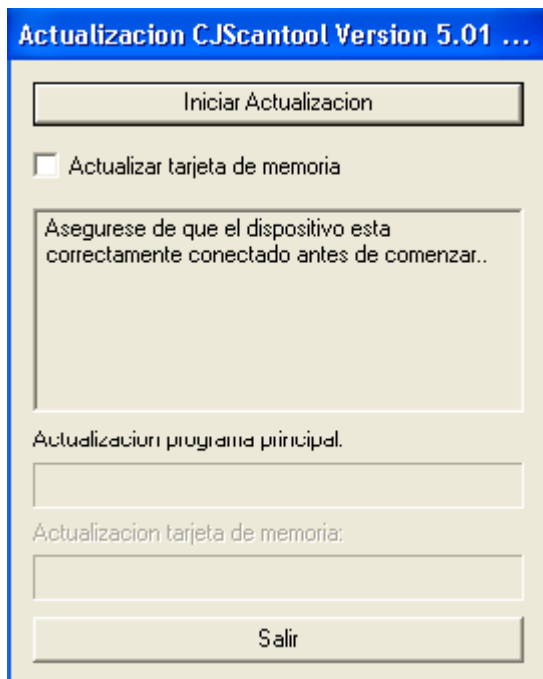 Actualizacion CJScantool Version 5.01 ...
Iniciar Actualizacion
Actualizar tarjeta de memoria
Asegurese de que el dispositivo esta
correctamente conectado antes de comenzar..
Actualizacion programa principal:
Actualizacion tarjeta de memoria:
Salir